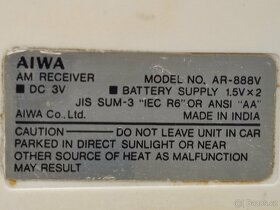 AIWA
AM RECEIVER MODEL NO. AR-888V
■ DC 3V ■ BATTERY SUPPLY 1.5V×2
JIS SUM-3 "IEC R6" OR ANSI "AA"
AIWA Co., Ltd. MADE IN INDIA
CAUTION — DO NOT LEAVE UNIT IN CAR
PARKED IN DIRECT SUNLIGHT OR NEAR
OTHER SOURCE OF HEAT AS MALFUNCTION
MAY RESULT.